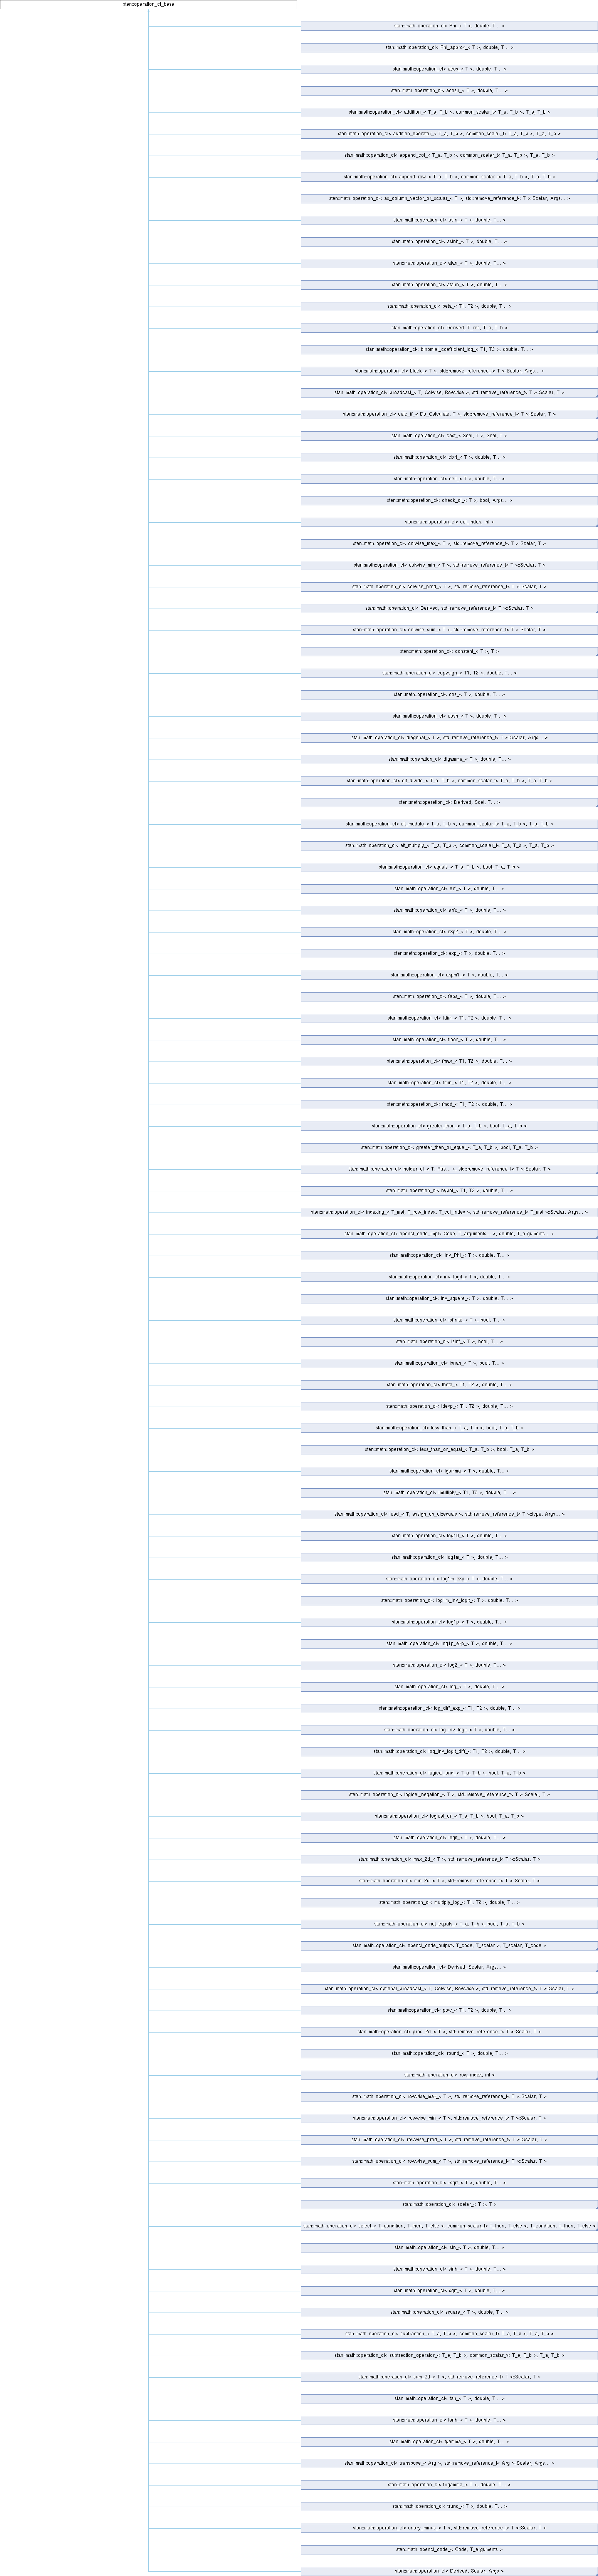 stan::operation_cl_base
stan::math::operation_cl< Phi_< T >, double, T... >
stan::math::operation_cl< Phi_approx_< T >, double, T... >
stan::math::operation_cl< acos_< T >, double, T... >
stan::math::operation_cl< acosh_< T >, double, T... >
stan::math::operation_cl< addition_< T_a, T_b >, common_scalar_t< T_a, T_b >, T_a, T_b >
stan::math::operation_cl< addition_operator_< T_a, T_b >, common_scalar_t< T_a, T_b >, T_a, T_b >
stan::math::operation_cl< append_col_< T_a, T_b >, common_scalar_t< T_a, T_b >, T_a, T_b >
stan::math::operation_cl< append_row_< T_a, T_b >, common_scalar_t< T_a, T_b >, T_a, T_b >
stan::math::operation_cl< as_column_vector_or_scalar_< T >, std::remove_reference_t< T >::Scalar, Args... >
stan::math::operation_cl< asin_< T >, double, T... >
stan::math::operation_cl< asinh_< T >, double, T... >
stan::math::operation_cl< atan_< T >, double, T... >
stan::math::operation_cl< atanh_< T >, double, T... >
stan::math::operation_cl< beta_< T1, T2 >, double, T... >
stan::math::operation_cl< Derived, T_res, T_a, T_b >
stan::math::operation_cl< binomial_coefficient_log_< T1, T2 >, double, T... >
stan::math::operation_cl< block_< T >, std::remove_reference_t< T >::Scalar, Args... >
stan::math::operation_cl< broadcast_< T, Colwise, Rowwise >, std::remove_reference_t< T >::Scalar, T >
stan::math::operation_cl< calc_if_< Do_Calculate, T >, std::remove_reference_t< T >::Scalar, T >
stan::math::operation_cl< cast_< Scal, T >, Scal, T >
stan::math::operation_cl< cbrt_< T >, double, T... >
stan::math::operation_cl< ceil_< T >, double, T... >
stan::math::operation_cl< check_cl_< T >, bool, Args... >
stan::math::operation_cl< col_index, int >
stan::math::operation_cl< colwise_max_< T >, std::remove_reference_t< T >::Scalar, T >
stan::math::operation_cl< colwise_min_< T >, std::remove_reference_t< T >::Scalar, T >
stan::math::operation_cl< colwise_prod_< T >, std::remove_reference_t< T >::Scalar, T >
stan::math::operation_cl< Derived, std::remove_reference_t< T >::Scalar, T >
stan::math::operation_cl< colwise_sum_< T >, std::remove_reference_t< T >::Scalar, T >
stan::math::operation_cl< constant_< T >, T >
stan::math::operation_cl< copysign_< T1, T2 >, double, T... >
stan::math::operation_cl< cos_< T >, double, T... >
stan::math::operation_cl< cosh_< T >, double, T... >
stan::math::operation_cl< diagonal_< T >, std::remove_reference_t< T >::Scalar, Args... >
stan::math::operation_cl< digamma_< T >, double, T... >
stan::math::operation_cl< elt_divide_< T_a, T_b >, common_scalar_t< T_a, T_b >, T_a, T_b >
stan::math::operation_cl< Derived, Scal, T... >
stan::math::operation_cl< elt_modulo_< T_a, T_b >, common_scalar_t< T_a, T_b >, T_a, T_b >
stan::math::operation_cl< elt_multiply_< T_a, T_b >, common_scalar_t< T_a, T_b >, T_a, T_b >
stan::math::operation_cl< equals_< T_a, T_b >, bool, T_a, T_b >
stan::math::operation_cl< erf_< T >, double, T... >
stan::math::operation_cl< erfc_< T >, double, T... >
stan::math::operation_cl< exp2_< T >, double, T... >
stan::math::operation_cl< exp_< T >, double, T... >
stan::math::operation_cl< expm1_< T >, double, T... >
stan::math::operation_cl< fabs_< T >, double, T... >
stan::math::operation_cl< fdim_< T1, T2 >, double, T... >
stan::math::operation_cl< floor_< T >, double, T... >
stan::math::operation_cl< fmax_< T1, T2 >, double, T... >
stan::math::operation_cl< fmin_< T1, T2 >, double, T... >
stan::math::operation_cl< fmod_< T1, T2 >, double, T... >
stan::math::operation_cl< greater_than_< T_a, T_b >, bool, T_a, T_b >
stan::math::operation_cl< greater_than_or_equal_< T_a, T_b >, bool, T_a, T_b >
stan::math::operation_cl< holder_cl_< T, Ptrs... >, std::remove_reference_t< T >::Scalar, T >
stan::math::operation_cl< hypot_< T1, T2 >, double, T... >
stan::math::operation_cl< indexing_< T_mat, T_row_index, T_col_index >, std::remove_reference_t< T_mat >::Scalar, Args... >
stan::math::operation_cl< opencl_code_impl< Code, T_arguments... >, double, T_arguments... >
stan::math::operation_cl< inv_Phi_< T >, double, T... >
stan::math::operation_cl< inv_logit_< T >, double, T... >
stan::math::operation_cl< inv_square_< T >, double, T... >
stan::math::operation_cl< isfinite_< T >, bool, T... >
stan::math::operation_cl< isinf_< T >, bool, T... >
stan::math::operation_cl< isnan_< T >, bool, T... >
stan::math::operation_cl< lbeta_< T1, T2 >, double, T... >
stan::math::operation_cl< ldexp_< T1, T2 >, double, T... >
stan::math::operation_cl< less_than_< T_a, T_b >, bool, T_a, T_b >
stan::math::operation_cl< less_than_or_equal_< T_a, T_b >, bool, T_a, T_b >
stan::math::operation_cl< lgamma_< T >, double, T... >
stan::math::operation_cl< lmultiply_< T1, T2 >, double, T... >
stan::math::operation_cl< load_< T, assign_op_cl::equals >, std::remove_reference_t< T >::type, Args... >
stan::math::operation_cl< log10_< T >, double, T... >
stan::math::operation_cl< log1m_< T >, double, T... >
stan::math::operation_cl< log1m_exp_< T >, double, T... >
stan::math::operation_cl< log1m_inv_logit_< T >, double, T... >
stan::math::operation_cl< log1p_< T >, double, T... >
stan::math::operation_cl< log1p_exp_< T >, double, T... >
stan::math::operation_cl< log2_< T >, double, T... >
stan::math::operation_cl< log_< T >, double, T... >
stan::math::operation_cl< log_diff_exp_< T1, T2 >, double, T... >
stan::math::operation_cl< log_inv_logit_< T >, double, T... >
stan::math::operation_cl< log_inv_logit_diff_< T1, T2 >, double, T... >
stan::math::operation_cl< logical_and_< T_a, T_b >, bool, T_a, T_b >
stan::math::operation_cl< logical_negation_< T >, std::remove_reference_t< T >::Scalar, T >
stan::math::operation_cl< logical_or_< T_a, T_b >, bool, T_a, T_b >
stan::math::operation_cl< logit_< T >, double, T... >
stan::math::operation_cl< max_2d_< T >, std::remove_reference_t< T >::Scalar, T >
stan::math::operation_cl< min_2d_< T >, std::remove_reference_t< T >::Scalar, T >
stan::math::operation_cl< multiply_log_< T1, T2 >, double, T... >
stan::math::operation_cl< not_equals_< T_a, T_b >, bool, T_a, T_b >
stan::math::operation_cl< opencl_code_output< T_code, T_scalar >, T_scalar, T_code >
stan::math::operation_cl< Derived, Scalar, Args... >
stan::math::operation_cl< optional_broadcast_< T, Colwise, Rowwise >, std::remove_reference_t< T >::Scalar, T >
stan::math::operation_cl< pow_< T1, T2 >, double, T... >
stan::math::operation_cl< prod_2d_< T >, std::remove_reference_t< T >::Scalar, T >
stan::math::operation_cl< round_< T >, double, T... >
stan::math::operation_cl< row_index, int >
stan::math::operation_cl< rowwise_max_< T >, std::remove_reference_t< T >::Scalar, T >
stan::math::operation_cl< rowwise_min_< T >, std::remove_reference_t< T >::Scalar, T >
stan::math::operation_cl< rowwise_prod_< T >, std::remove_reference_t< T >::Scalar, T >
stan::math::operation_cl< rowwise_sum_< T >, std::remove_reference_t< T >::Scalar, T >
stan::math::operation_cl< rsqrt_< T >, double, T... >
stan::math::operation_cl< scalar_< T >, T >
stan::math::operation_cl< select_< T_condition, T_then, T_else >, common_scalar_t< T_then, T_else >, T_condition, T_then, T_else >
stan::math::operation_cl< sin_< T >, double, T... >
stan::math::operation_cl< sinh_< T >, double, T... >
stan::math::operation_cl< sqrt_< T >, double, T... >
stan::math::operation_cl< square_< T >, double, T... >
stan::math::operation_cl< subtraction_< T_a, T_b >, common_scalar_t< T_a, T_b >, T_a, T_b >
stan::math::operation_cl< subtraction_operator_< T_a, T_b >, common_scalar_t< T_a, T_b >, T_a, T_b >
stan::math::operation_cl< sum_2d_< T >, std::remove_reference_t< T >::Scalar, T >
stan::math::operation_cl< tan_< T >, double, T... >
stan::math::operation_cl< tanh_< T >, double, T... >
stan::math::operation_cl< tgamma_< T >, double, T... >
stan::math::operation_cl< transpose_< Arg >, std::remove_reference_t< Arg >::Scalar, Args... >
stan::math::operation_cl< trigamma_< T >, double, T... >
stan::math::operation_cl< trunc_< T >, double, T... >
stan::math::operation_cl< unary_minus_< T >, std::remove_reference_t< T >::Scalar, T >
stan::math::opencl_code_< Code, T_arguments >
stan::math::operation_cl< Derived, Scalar, Args >